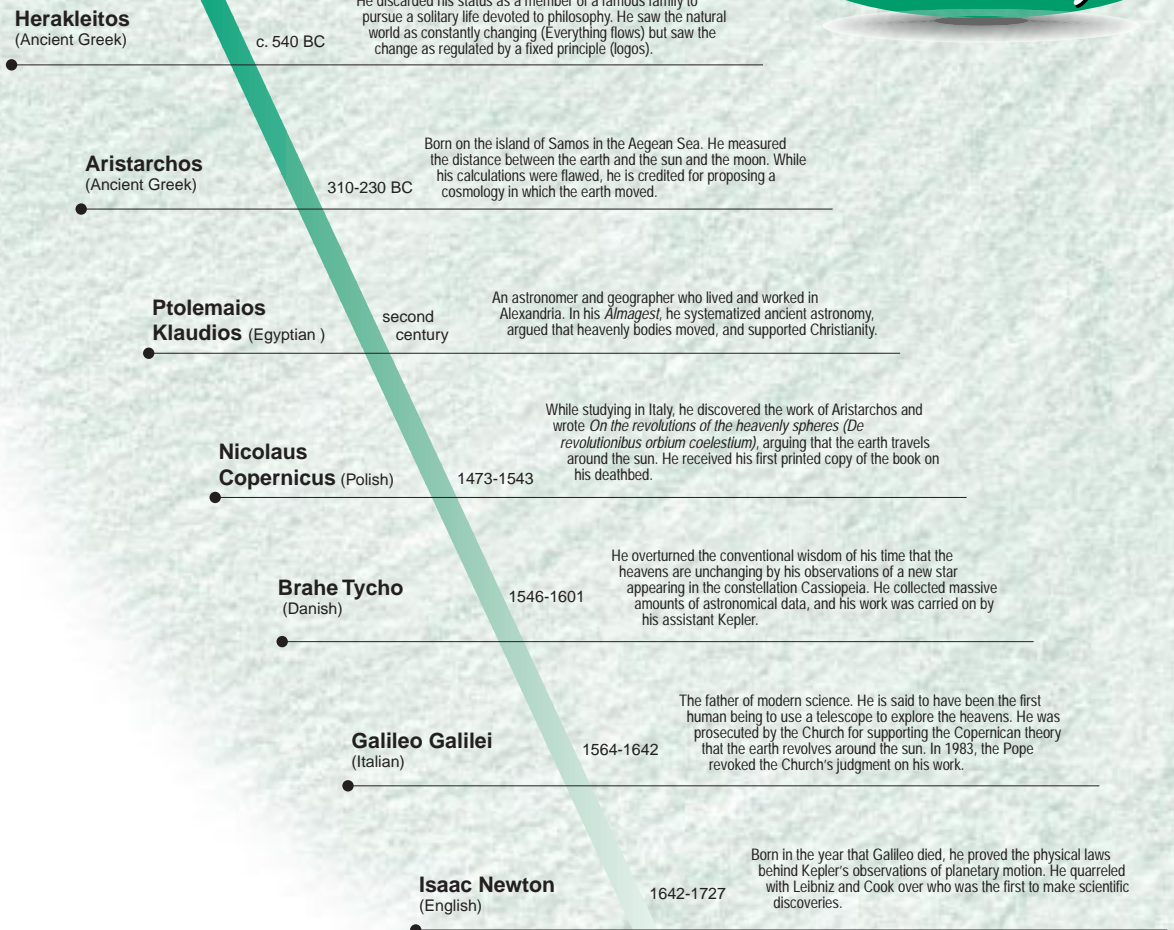 He discarded his status as a member of a famous family to
pursue a solitary life devoted to philosophy. He saw the natural
world as constantly changing (Everything flows) but saw the
change as regulated by a fixed principle (logos).
Herakleitos
(Ancient Greek)
c. 540 BC
Born on the island of Samos in the Aegean Sea. He measured
the distance between the earth and the sun and the moon. While
his calculations were flawed, he is credited for proposing a
cosmology in which the earth moved.
Aristarchos
(Ancient Greek)
310-230 BC
An astronomer and geographer who lived and worked in
Alexandria. In his Almagest, he systematized ancient astronomy,
argued that heavenly bodies moved, and supported Christianity.
Ptolemaios
Klaudios (Egyptian )
second
century
While studying in Italy, he discovered the work of Aristarchos and
wrote On the revolutions of the heavenly spheres (De
revolutionibus orbium coelestium), arguing that the earth travels
around the sun. He received his first printed copy of the book on
his deathbed.
Nicolaus
Copernicus (Polish)
1473-1543
He overturned the conventional wisdom of his time that the
heavens are unchanging by his observations of a new star
appearing in the constellation Cassiopeia. He collected massive
amounts of astronomical data, and his work was carried on by
his assistant Kepler.
Brahe Tycho
(Danish)
1546-1601
The father of modern science. He is said to have been the first
human being to use a telescope to explore the heavens. He was
prosecuted by the Church for supporting the Copernican theory
that the earth revolves around the sun. In 1983, the Pope
revoked the Church's judgment on his work.
Galileo Galilei
(Italian)
1564-1642
Born in the year that Galileo died, he proved the physical laws
behind Kepler's observations of planetary motion. He quarreled
with Leibniz and Cook over who was the first to make scientific
discoveries.
Isaac Newton
(English)
1642-1727